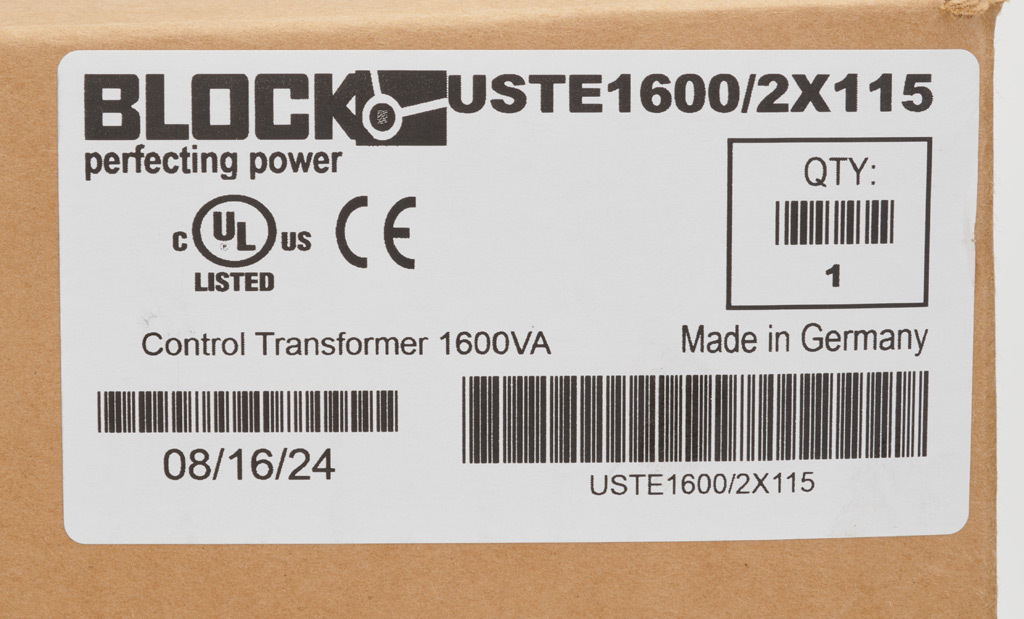 BLOCK
USTE1600/2X115
perfecting power
QTY:
1
C UL US
LISTED
CE
Control Transformer 1600VA
Made in Germany
08/16/24
USTE1600/2X115